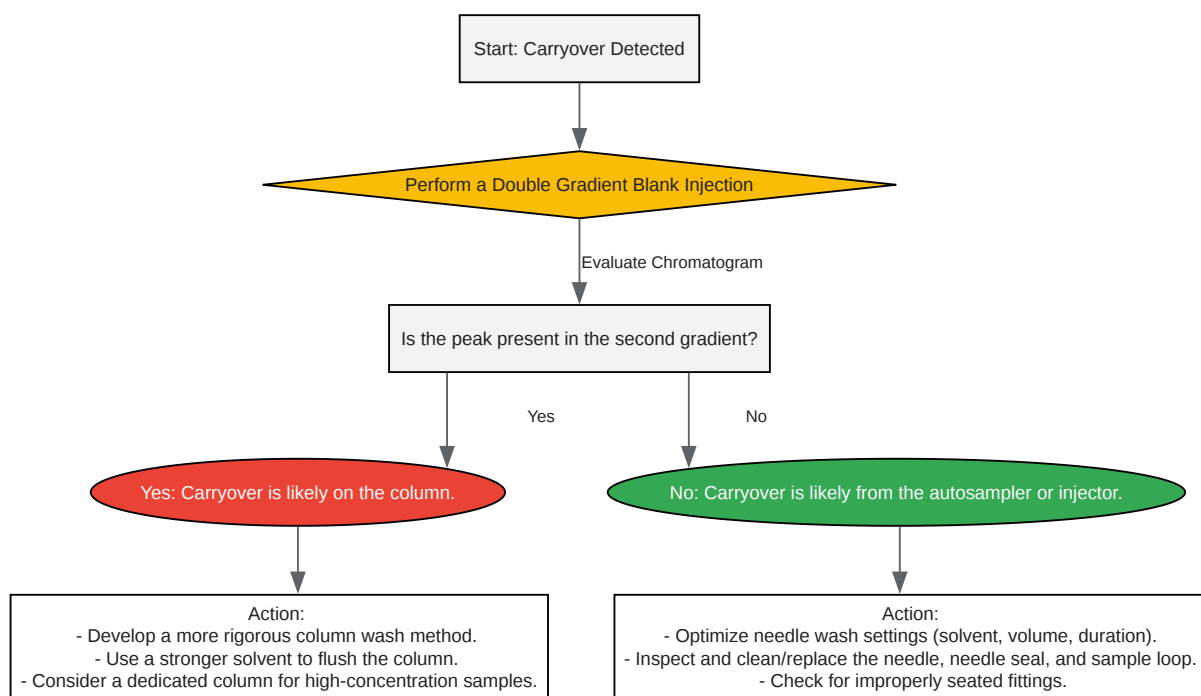 Start: Carryover Detected
Perform a Double Gradient Blank Injection
Evaluate Chromatogram
Is the peak present in the second gradient?
Yes
No
Yes: Carryover is likely on the column.
No: Carryover is likely from the autosampler or injector.
Action:
- Develop a more rigorous column wash method.
- Use a stronger solvent to flush the column.
- Consider a dedicated column for high-concentration samples.
Action:
- Optimize needle wash settings (solvent, volume, duration).
- Inspect and clean/replace the needle, needle seal, and sample loop.
- Check for improperly seated fittings.